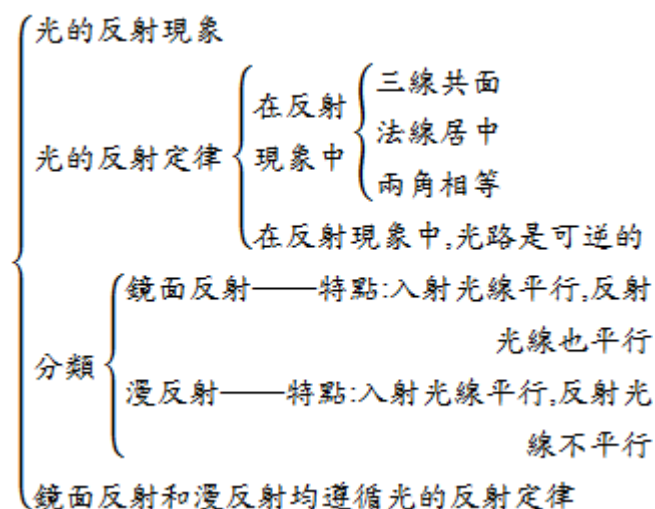 光的反射現象
光的反射定律
在反射
現象中
三線共面
法線居中
兩角相等
在反射現象中,光路是可逆的
分類
鏡面反射——特點:入射光線平行,反射
光線也平行
漫反射——特點:入射光線平行,反射光
線不平行
鏡面反射和漫反射均遵循光的反射定律